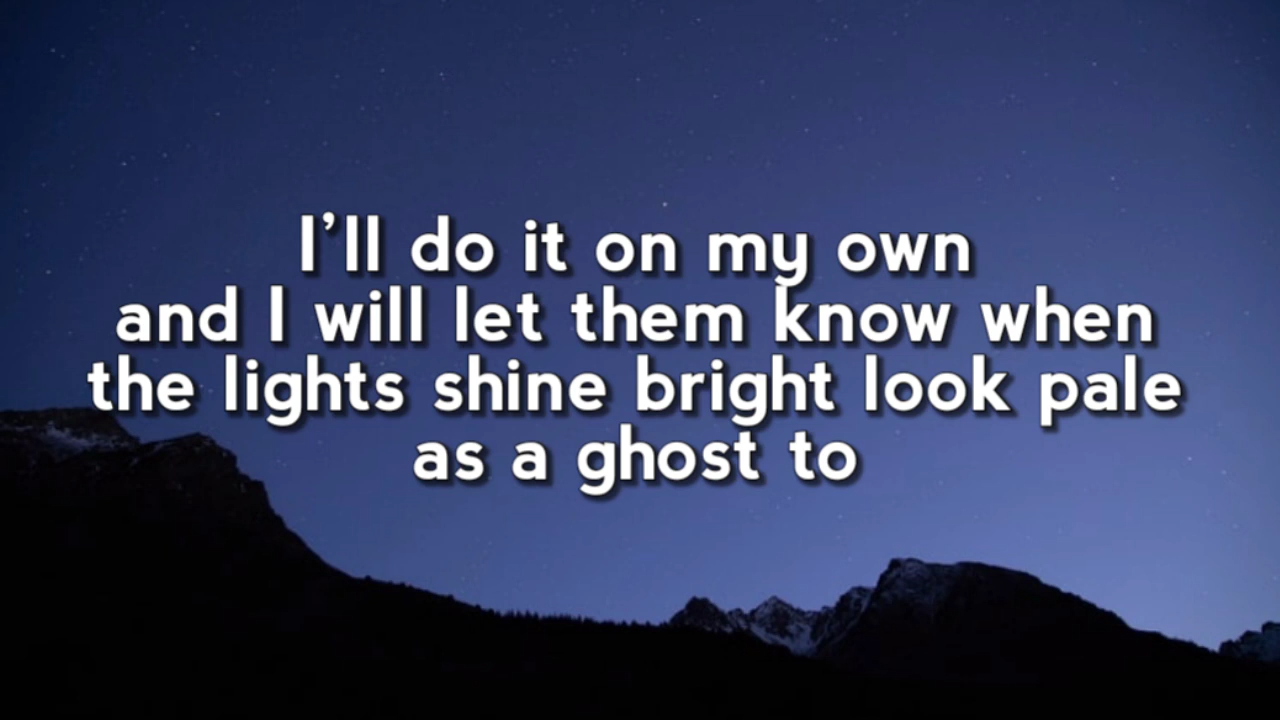 I'll do it on my own
and I will let them know when
the lights shine bright look pale
as a ghost to